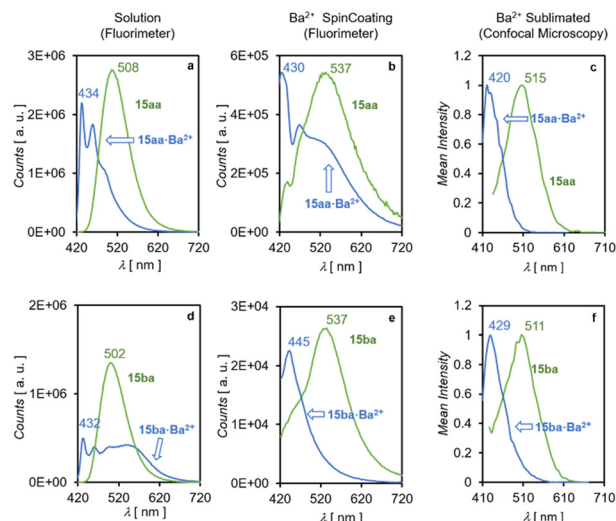 Solution
(Fluorimeter)
Ba²⁺ SpinCoating
(Fluorimeter)
Ba²⁺ Sublimated
(Confocal Microscopy)
a
3E+06
2E+06
1E+06
0E+00
Counts [ a. u. ]
434
508
15aa
15aa·Ba²⁺
420 520 620 720
λ [ nm ]
b
6E+05
4E+05
2E+05
0E+00
Counts [ a. u. ]
430
537
15aa
15aa·Ba²⁺
420 520 620 720
λ [ nm ]
c
1.2
1
0.8
0.6
0.4
0.2
0
Mean Intensity
420
515
15aa·Ba²⁺
15aa
410 510 610 710
λ [ nm ]
d
2E+06
1E+06
0E+00
Counts [ a. u. ]
502
432
15ba
15ba·Ba²⁺
420 520 620 720
λ [ nm ]
e
3E+04
2E+04
1E+04
0E+00
Counts [ a. u. ]
445
537
15ba
15ba·Ba²⁺
420 520 620 720
λ [ nm ]
f
1.2
1
0.8
0.6
0.4
0.2
0
Mean Intensity
429
511
15ba
15ba·Ba²⁺
410 510 610 710
λ [ nm ]